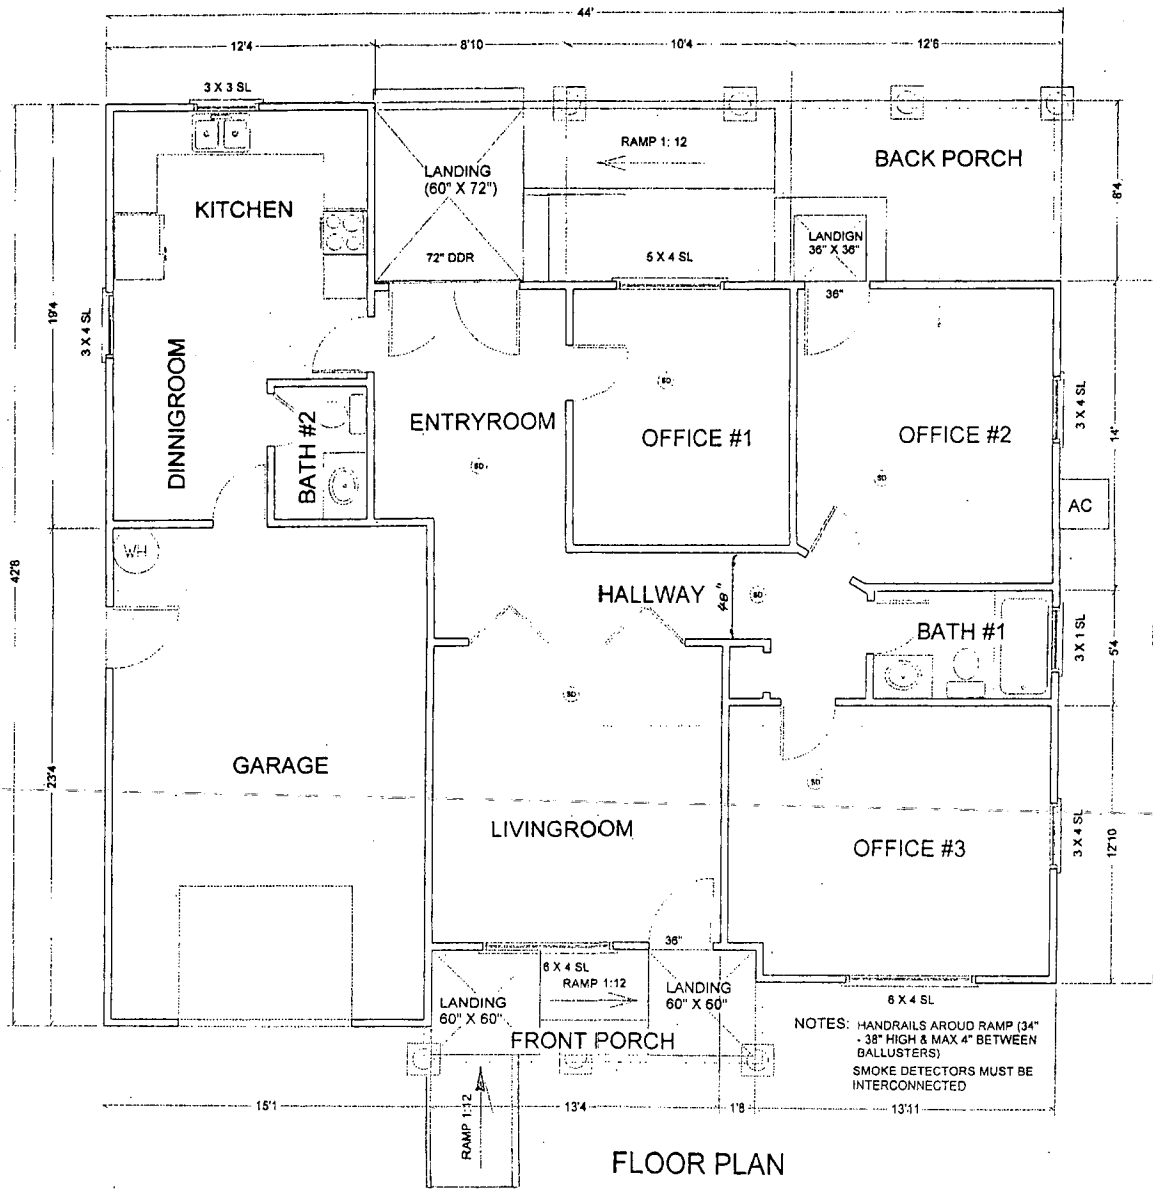 44'
12'4
8'10
10'4
12'6
3 X 3 SL
KITCHEN
LANDING
(60" X 72")
72" DDR
RAMP 1: 12
BACK PORCH
8'4
LANDIGN
36" X 36"
36"
5 X 4 SL
19'4
3 X 4 SL
DINNIGROOM
BATH #2
ENTRYROOM
SD
OFFICE #1
SD
OFFICE #2
SD
3 X 4 SL
14'
AC
WH
42'8
HALLWAY
48"
SD
BATH #1
3 X 1 SL
5'4
SD
GARAGE
23'4
LIVINGROOM
SD
OFFICE #3
3 X 4 SL
12'10
36"
6 X 4 SL
RAMP 1:12
LANDING
60" X 60"
LANDING
60" X 60"
FRONT PORCH
6 X 4 SL
NOTES: HANDRAILS AROUD RAMP (34"
- 38" HIGH & MAX 4" BETWEEN
BALLUSTERS)
SMOKE DETECTORS MUST BE
INTERCONNECTED
15'1
13'4
1'8
13'11
RAMP 1:12
FLOOR PLAN